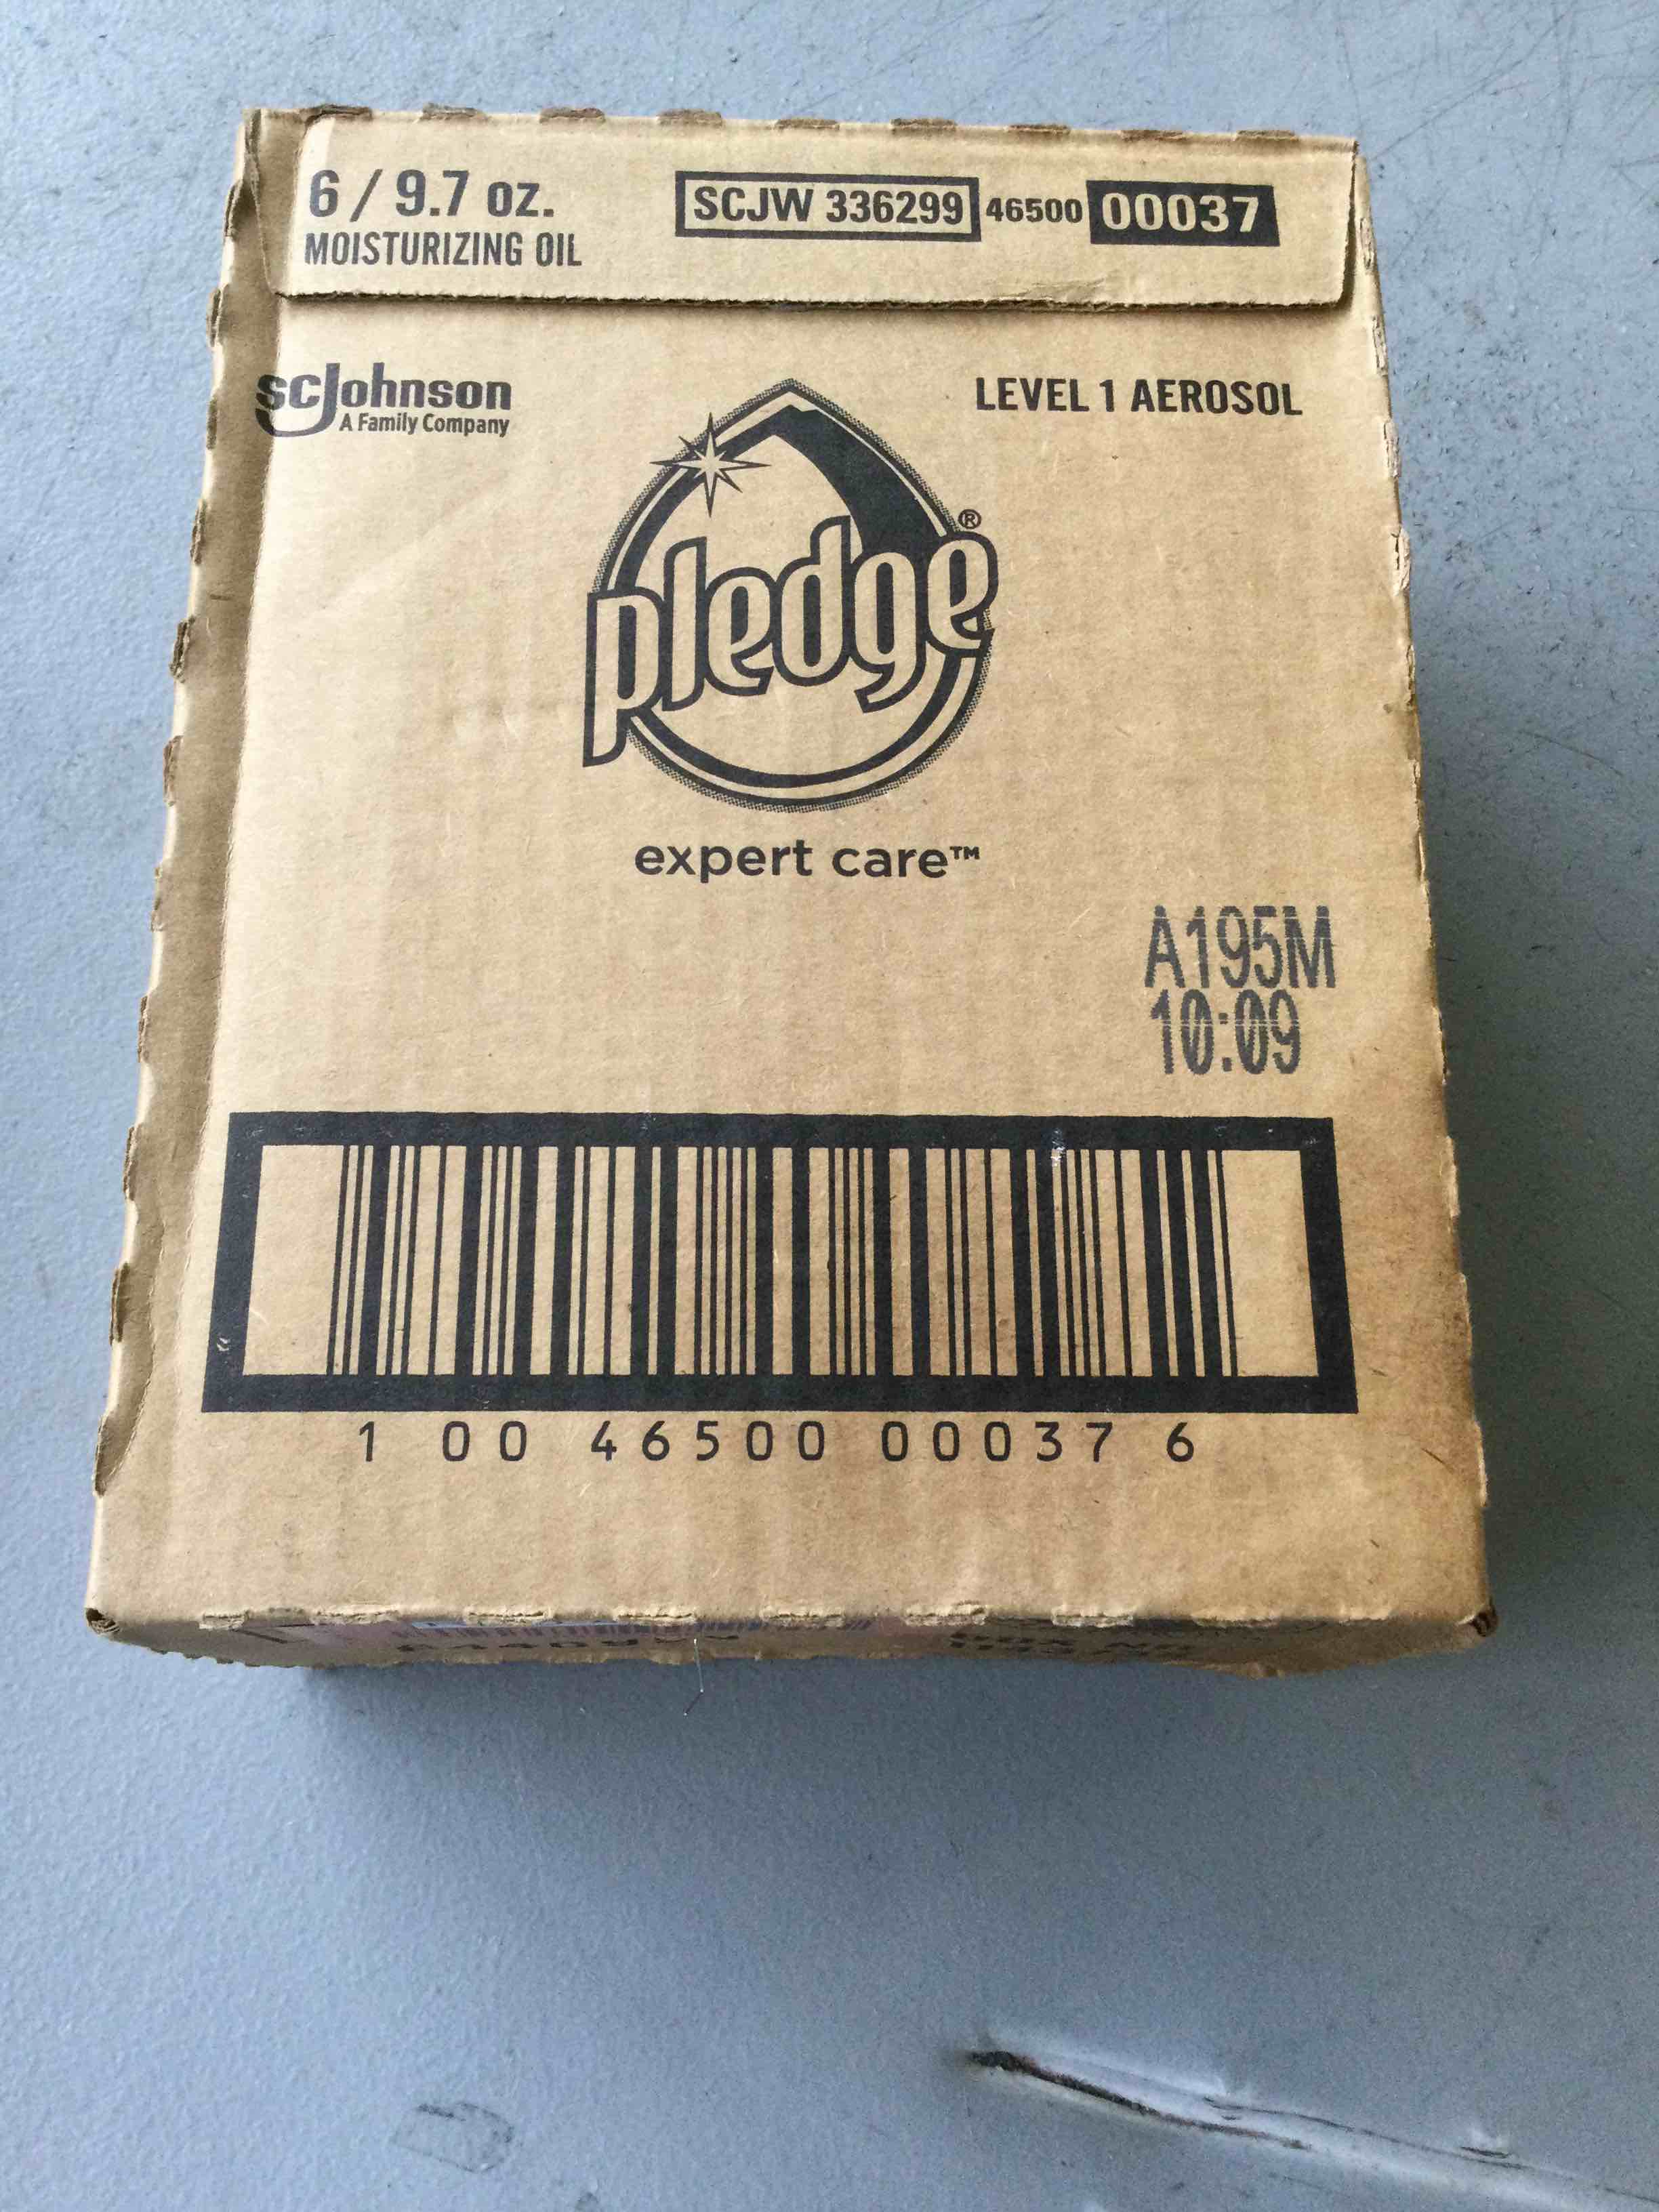 6 / 9.7 oz.
MOISTURIZING OIL
SCJW 336299 46500 00037
scJohnson
A Family Company
LEVEL 1 AEROSOL
pledge®
expert care™
A195M
10:09
1 00 46500 00037 6